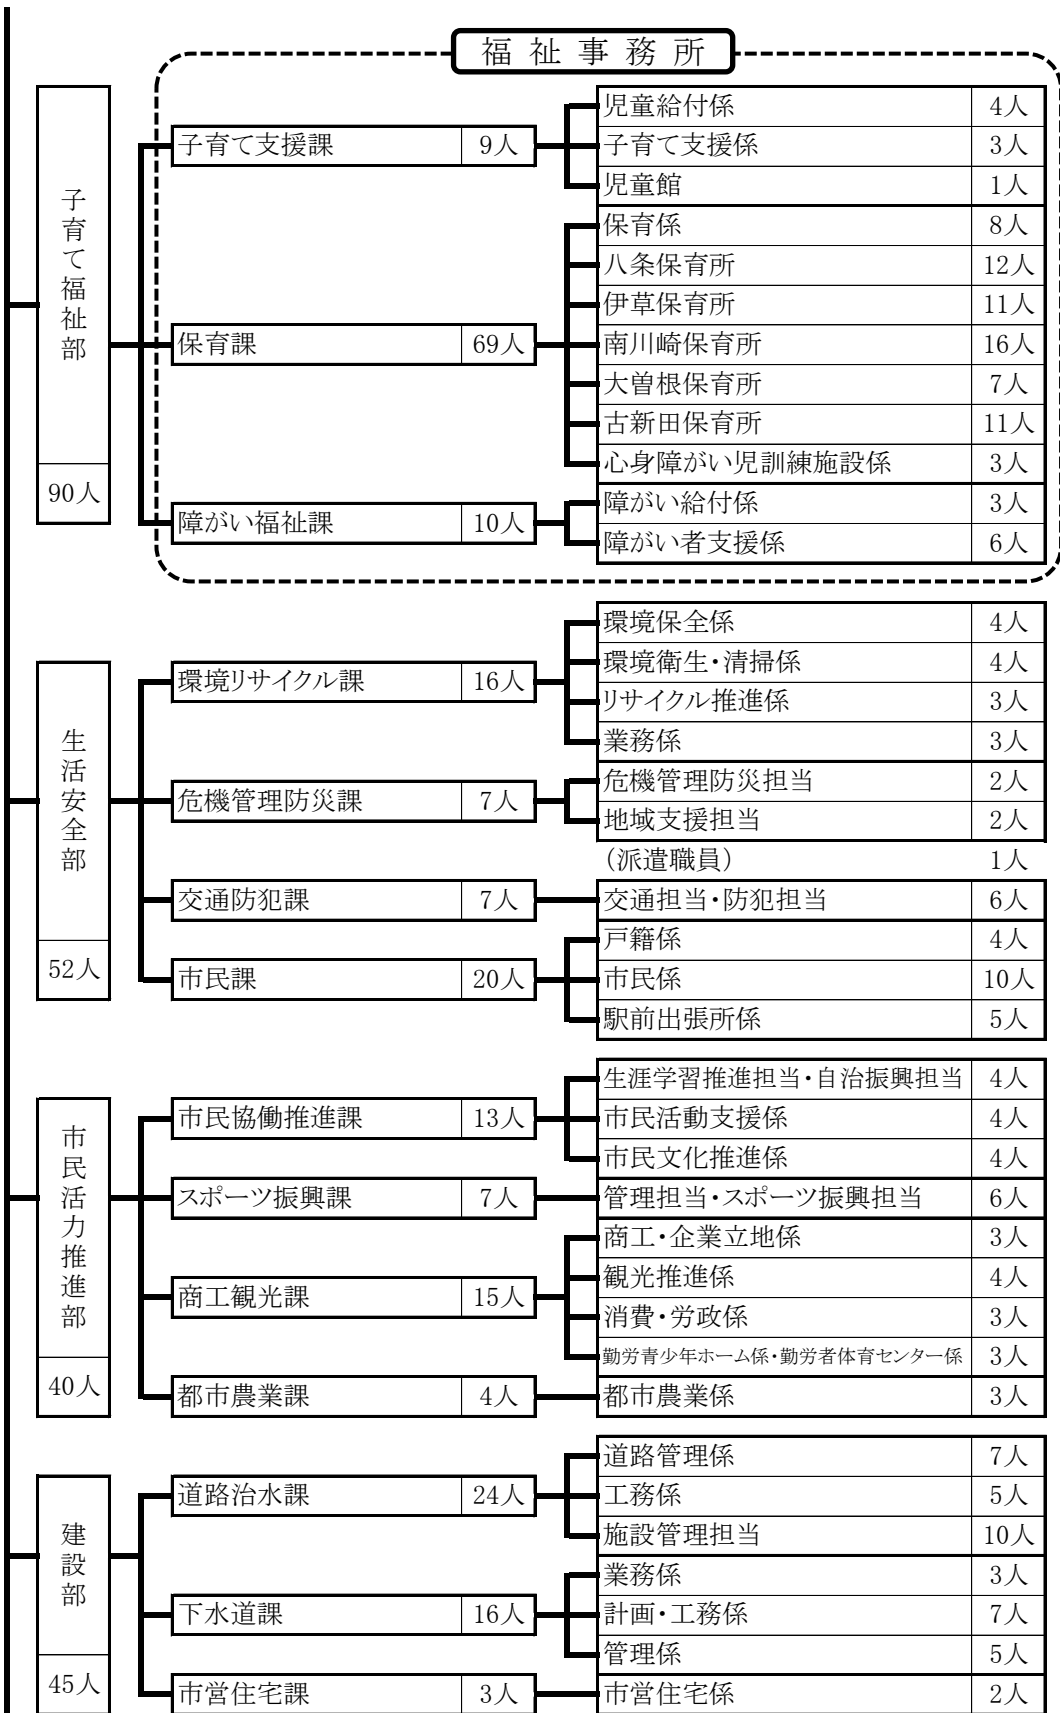 福祉事務所
子育て福祉部
90人
子育て支援課 9人
児童給付係 4人
子育て支援係 3人
児童館 1人
保育課 69人
保育係 8人
八条保育所 12人
伊草保育所 11人
南川崎保育所 16人
大曽根保育所 7人
古新田保育所 11人
心身障がい児訓練施設係 3人
障がい福祉課 10人
障がい給付係 3人
障がい者支援係 6人
生活安全部
52人
環境リサイクル課 16人
環境保全係 4人
環境衛生・清掃係 4人
リサイクル推進係 3人
業務係 3人
危機管理防災課 7人
危機管理防災担当 2人
地域支援担当 2人
（派遣職員） 1人
交通防犯課 7人
交通担当・防犯担当 6人
市民課 20人
戸籍係 4人
市民係 10人
駅前出張所係 5人
市民活力推進部
40人
市民協働推進課 13人
生涯学習推進担当・自治振興担当 4人
市民活動支援係 4人
市民文化推進係 4人
スポーツ振興課 7人
管理担当・スポーツ振興担当 6人
商工観光課 15人
商工・企業立地係 3人
観光推進係 4人
消費・労政係 3人
勤労青少年ホーム係・勤労者体育センター係 3人
都市農業課 4人
都市農業係 3人
建設部
45人
道路治水課 24人
道路管理係 7人
工務係 5人
施設管理担当 10人
下水道課 16人
業務係 3人
計画・工務係 7人
管理係 5人
市営住宅課 3人
市営住宅係 2人